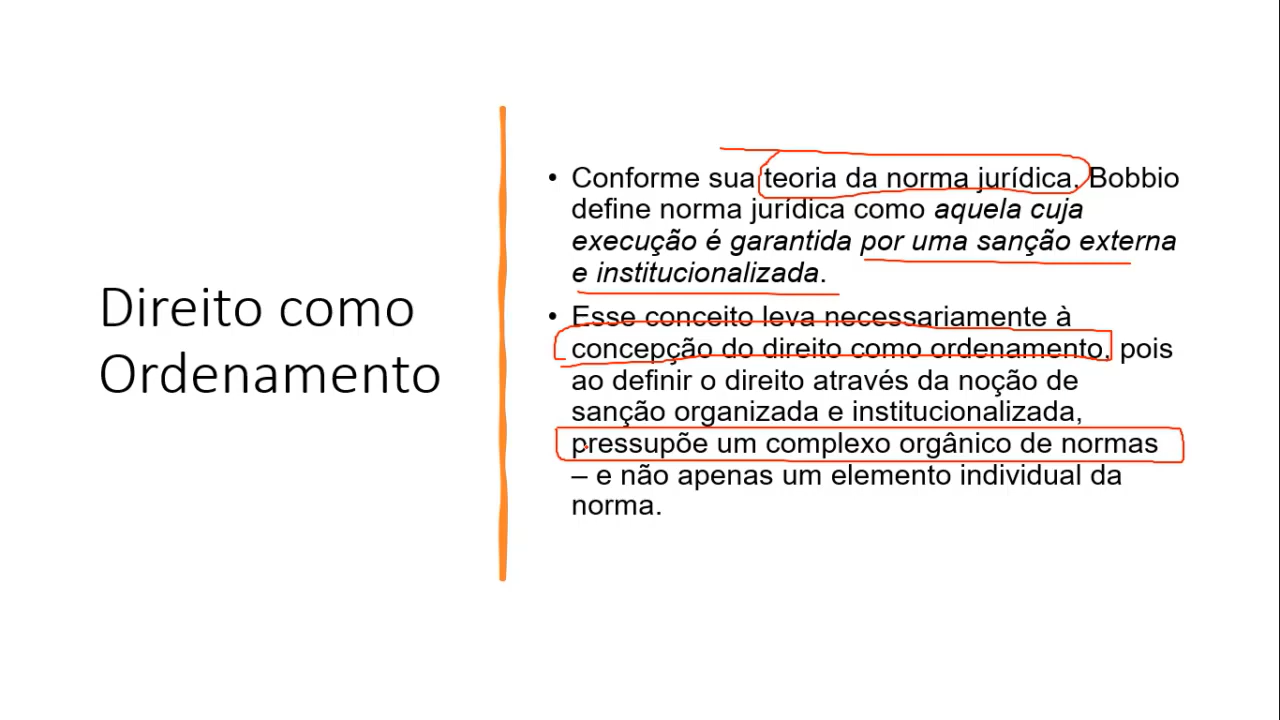 Direito como
Ordenamento
• Conforme sua teoria da norma jurídica. Bobbio
define norma jurídica como aquela cuja
execução é garantida por uma sanção externa
e institucionalizada.
• Esse conceito leva necessariamente à
concepção do direito como ordenamento, pois
ao definir o direito através da noção de
sanção organizada e institucionalizada,
pressupõe um complexo orgânico de normas
– e não apenas um elemento individual da
norma.